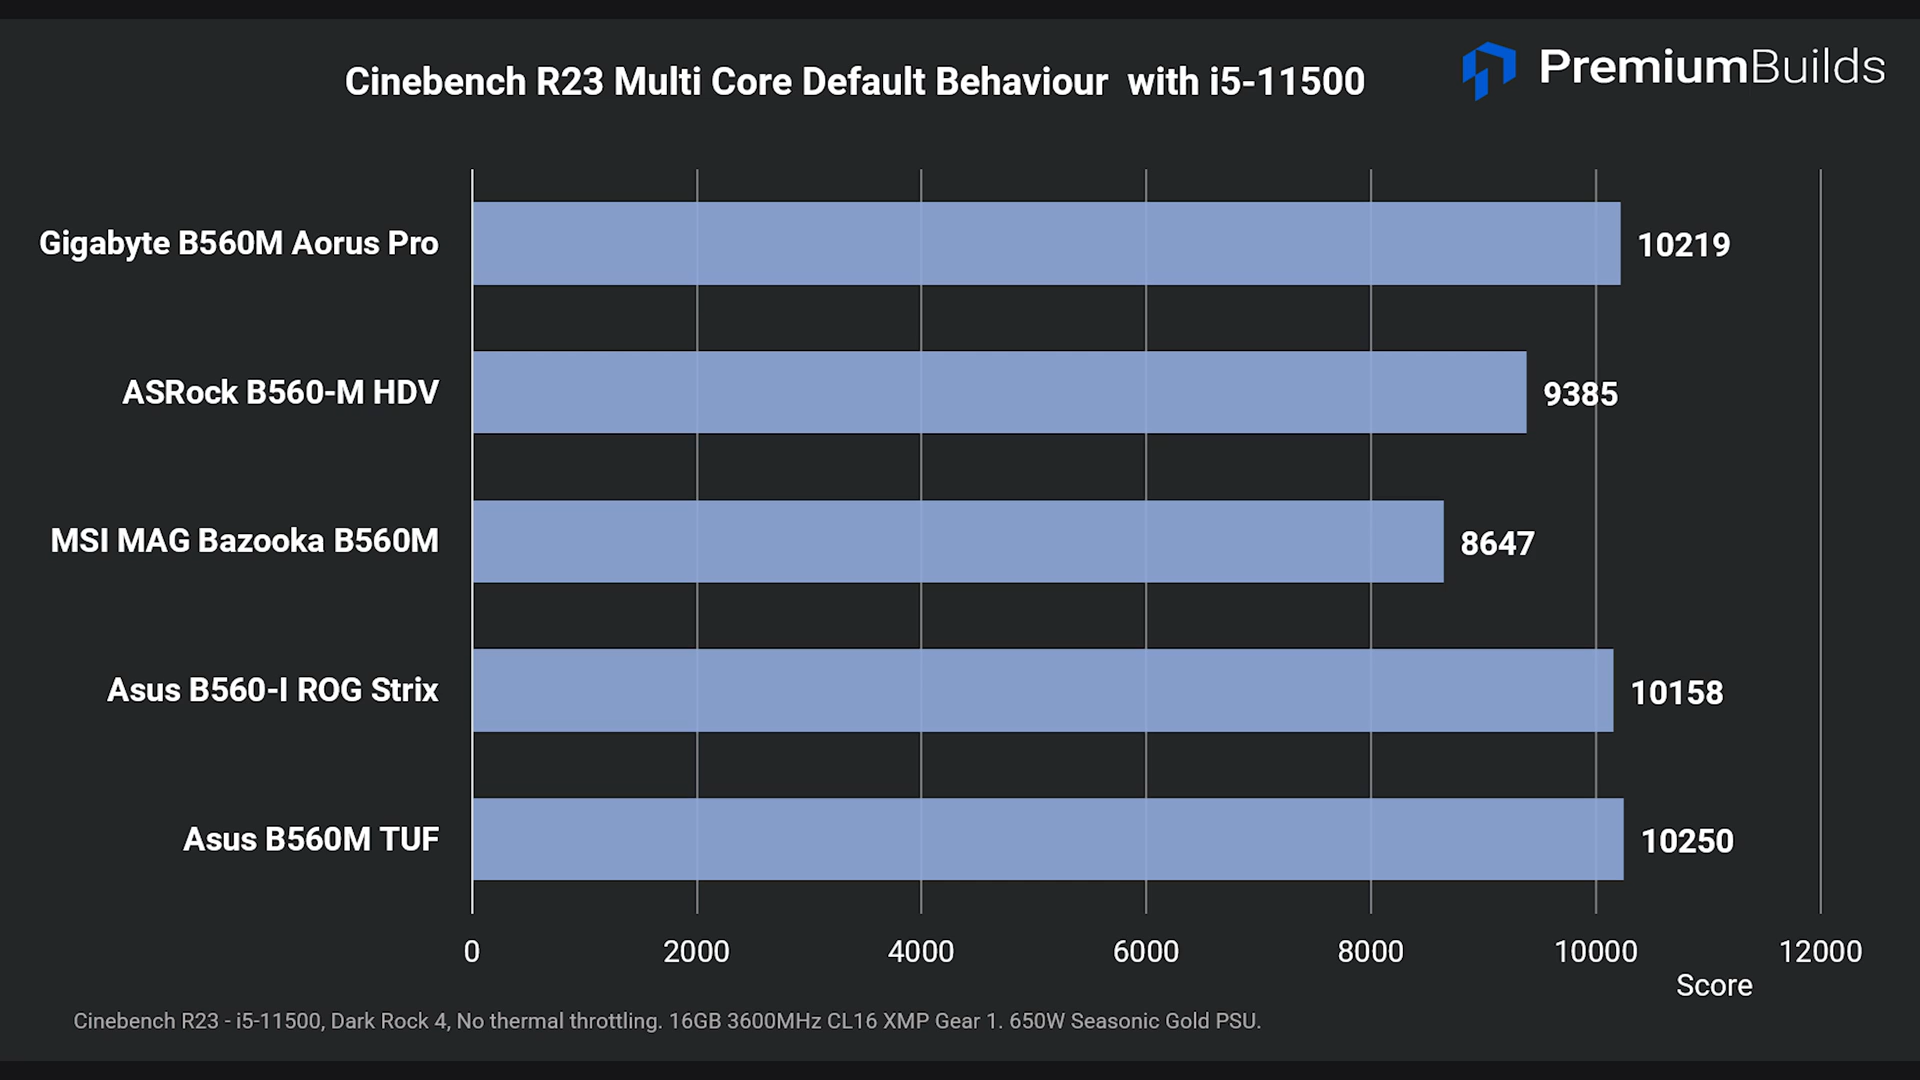 Cinebench R23 Multi Core Default Behaviour with i5-11500
PremiumBuilds
Gigabyte B560M Aorus Pro
10219
ASRock B560-M HDV
9385
MSI MAG Bazooka B560M
8647
Asus B560-I ROG Strix
10158
Asus B560M TUF
10250
0 2000 4000 6000 8000 10000 12000
Score
Cinebench R23 - i5-11500, Dark Rock 4, No thermal throttling. 16GB 3600MHz CL16 XMP Gear 1. 650W Seasonic Gold PSU.